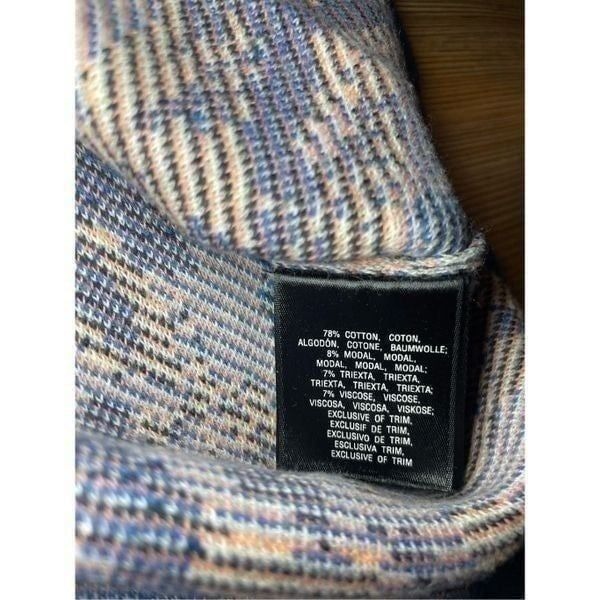 78% COTTON, COTON,
ALGODÓN, COTONE, BAUMWOLLE;
8% MODAL, MODAL,
MODAL, MODAL, MODAL;
7% TRIEXTA, TRIEXTA,
TRIEXTA, TRIEXTA, TRIEXTA;
7% VISCOSE, VISCOSE,
VISCOSA, VISCOSA, VISKOSE;
EXCLUSIVE OF TRIM,
EXCLUSIF DE TRIM,
EXCLUSIVO DE TRIM,
ESCLUSIVA TRIM,
EXCLUSIVE OF TRIM